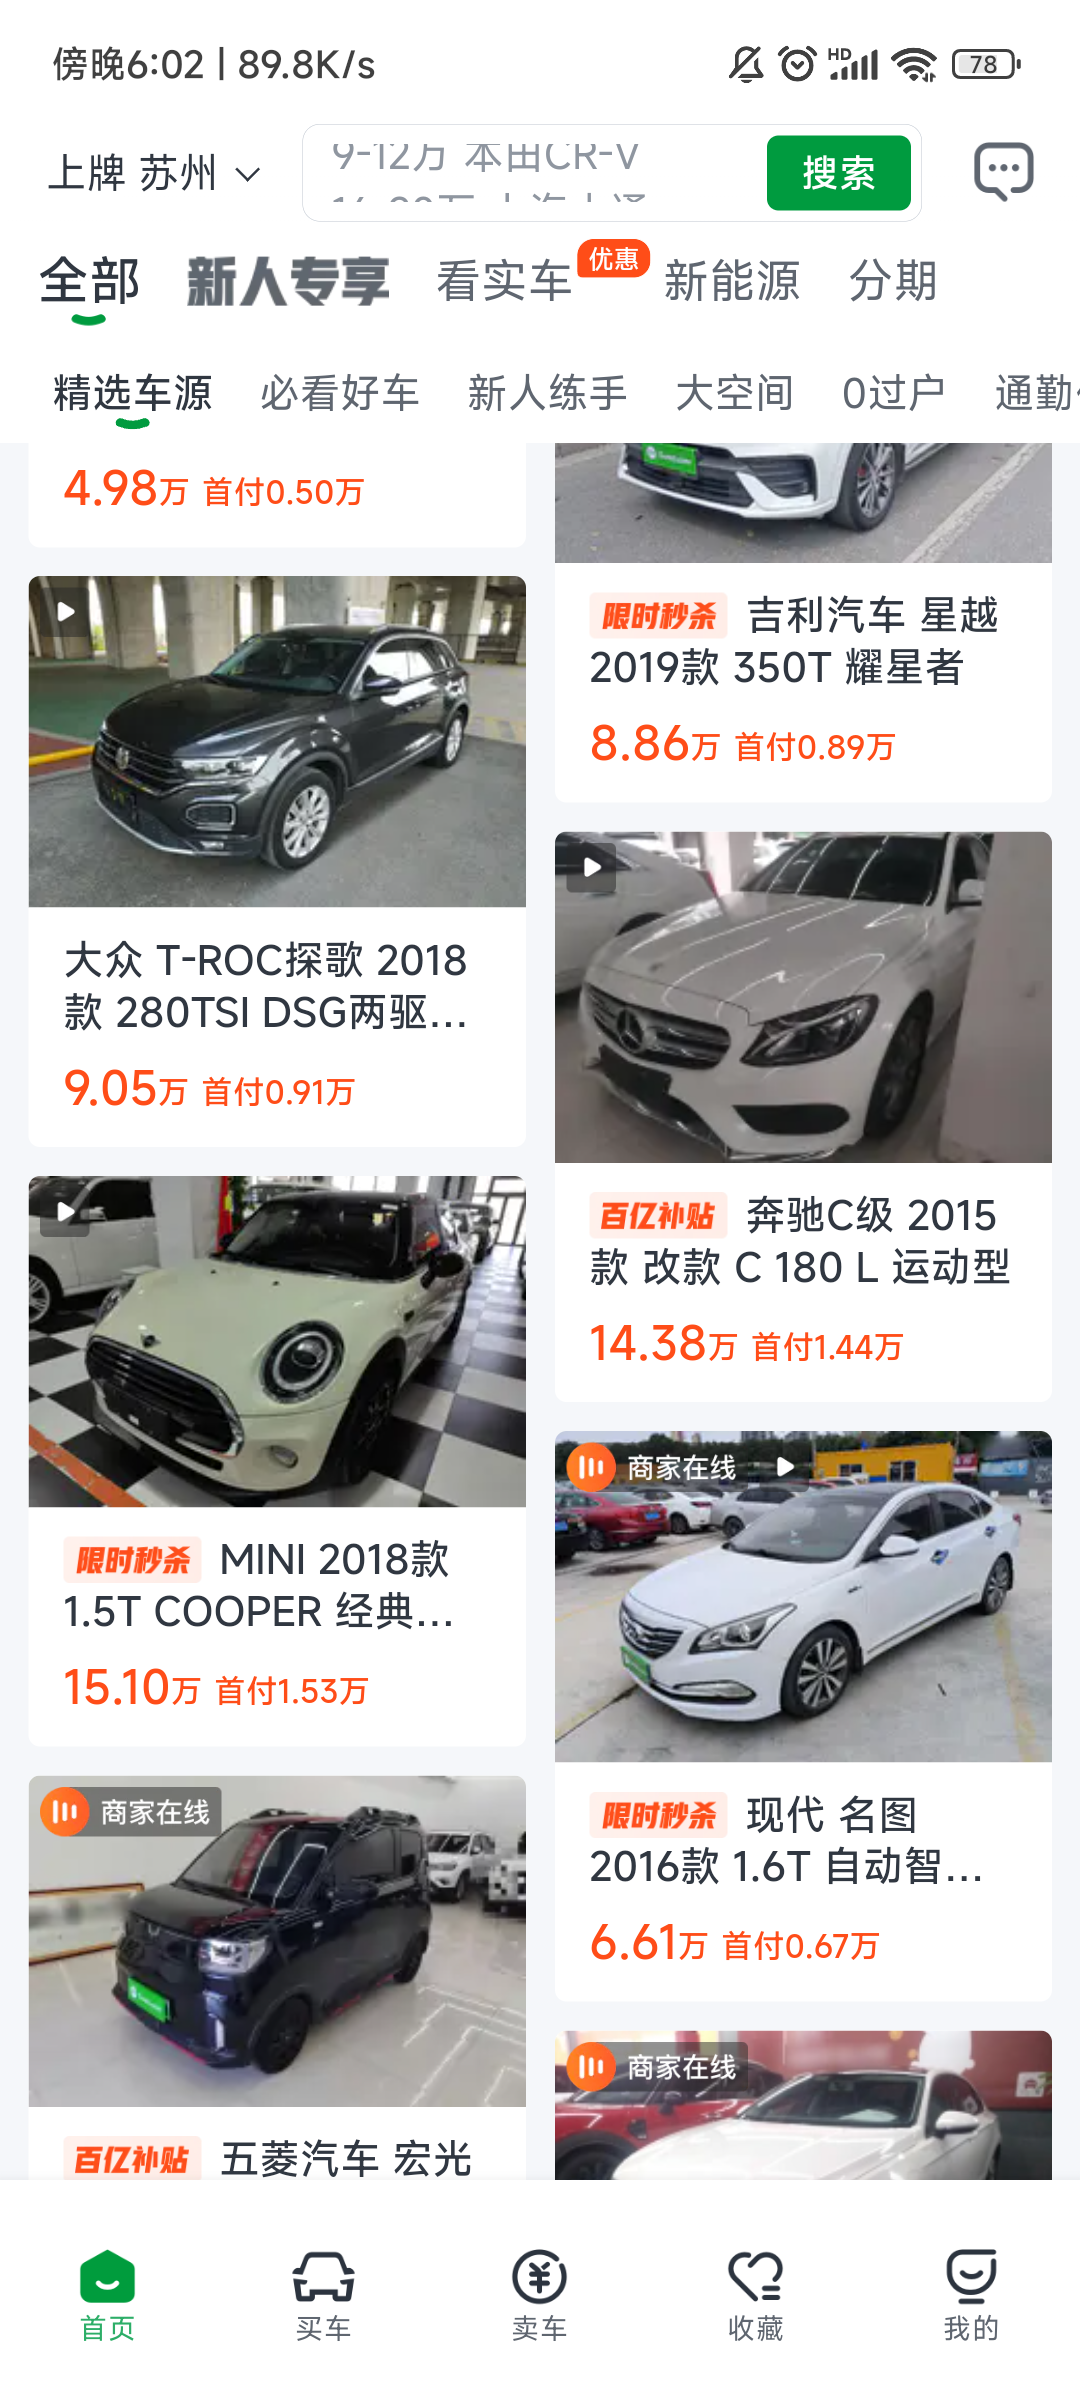 傍晚6:02 | 89.8K/s
HD
78
上牌 苏州
9-12万 本田CR-V
搜索
全部
新人专享
看实车
优惠
新能源
分期
精选车源
必看好车
新人练手
大空间
0过户
通勤
4.98万 首付0.50万
限时秒杀 吉利汽车 星越
2019款 350T 耀星者
8.86万 首付0.89万
大众 T-ROC探歌 2018
款 280TSI DSG两驱...
9.05万 首付0.91万
百亿补贴 奔驰C级 2015
款 改款 C 180 L 运动型
14.38万 首付1.44万
限时秒杀 MINI 2018款
1.5T COOPER 经典...
15.10万 首付1.53万
商家在线
限时秒杀 现代 名图
2016款 1.6T 自动智...
6.61万 首付0.67万
商家在线
百亿补贴 五菱汽车 宏光
商家在线
首页
买车
卖车
收藏
我的